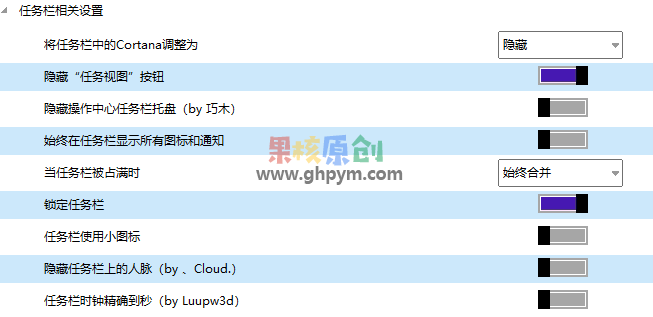 任务栏相关设置
将任务栏中的Cortana调整为 隐藏
隐藏“任务视图”按钮
隐藏操作中心任务栏托盘（by 巧木）
始终在任务栏显示所有图标和通知
果核原创
当任务栏被占满时 始终合并
www.ghpym.com
锁定任务栏
任务栏使用小图标
隐藏任务栏上的人脉（by 、Cloud.）
任务栏时钟精确到秒（by Luupw3d）